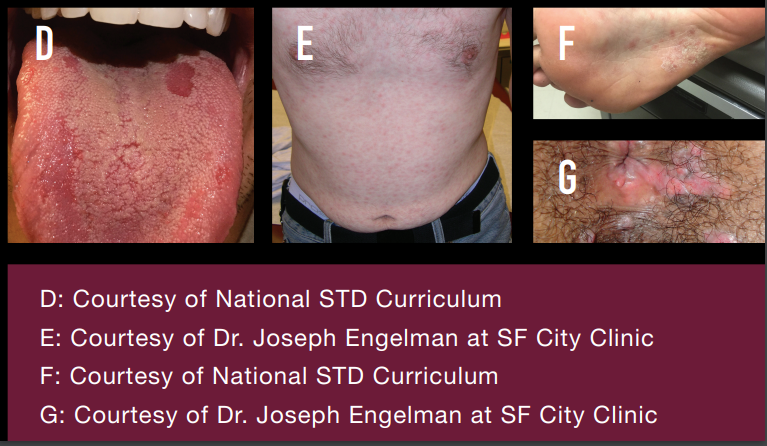 D
E
F
G
D: Courtesy of National STD Curriculum
E: Courtesy of Dr. Joseph Engelman at SF City Clinic
F: Courtesy of National STD Curriculum
G: Courtesy of Dr. Joseph Engelman at SF City Clinic